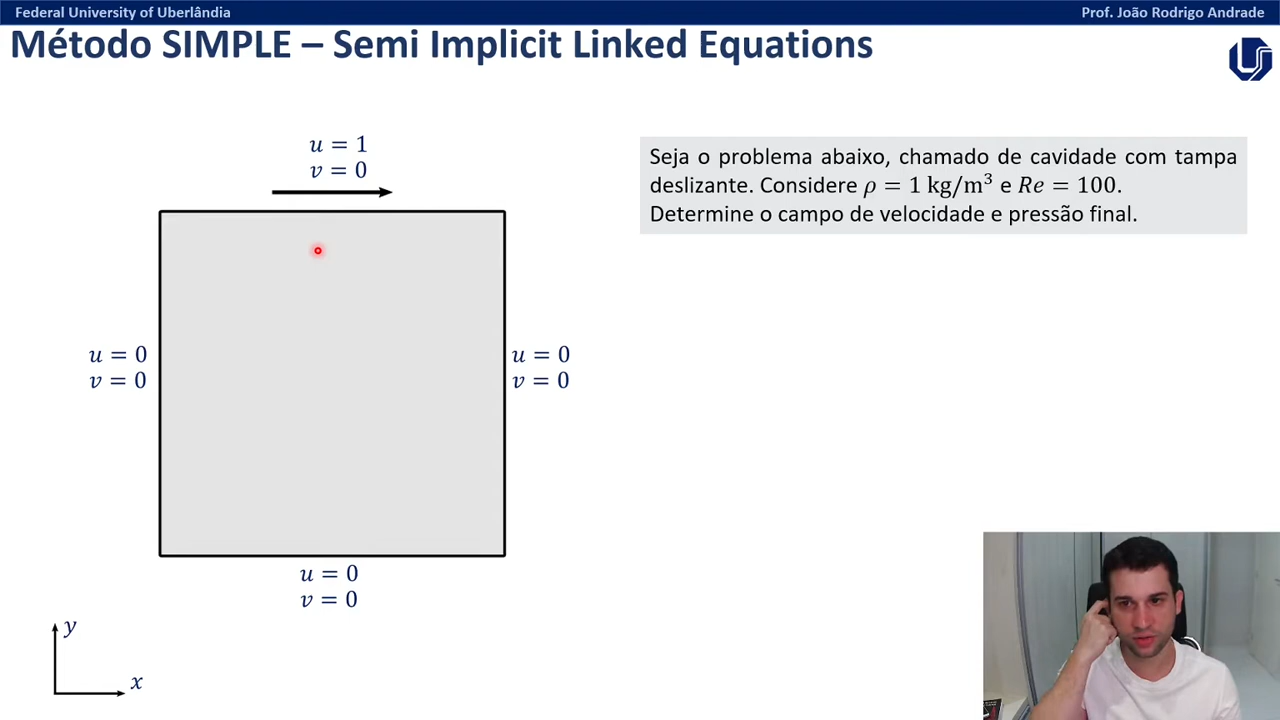 Federal University of Uberlândia
Prof. João Rodrigo Andrade
Método SIMPLE – Semi Implicit Linked Equations
u = 1
v = 0
Seja o problema abaixo, chamado de cavidade com tampa
deslizante. Considere ρ = 1 kg/m³ e Re = 100.
Determine o campo de velocidade e pressão final.
u = 0
v = 0
u = 0
v = 0
u = 0
v = 0
y
x